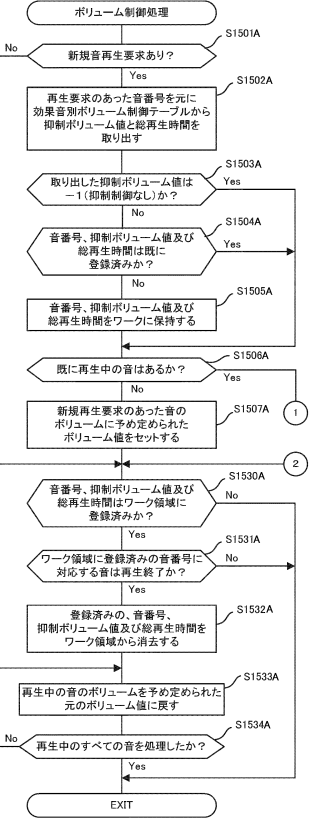 ボリューム制御処理
S1501A
No
新規音再生要求あり？
Yes
S1502A
再生要求のあった音番号を元に
効果音別ボリューム制御テーブルから
抑制ボリューム値と総再生時間を
取り出す
S1503A
取り出した抑制ボリューム値は
－1（抑制制御なし）か？
Yes
No
S1504A
音番号、抑制ボリューム値及び
総再生時間は既に
登録済みか？
Yes
No
S1505A
音番号、抑制ボリューム値及び
総再生時間をワークに保持する
S1506A
既に再生中の音はあるか？
Yes
No
1
S1507A
新規再生要求のあった音の
ボリュームに予め定められた
ボリューム値をセットする
2
S1530A
音番号、抑制ボリューム値及び
総再生時間はワーク領域に
登録済みか？
No
Yes
S1531A
ワーク領域に登録済みの音番号に
対応する音は再生終了か？
No
Yes
S1532A
登録済みの、音番号、
抑制ボリューム値及び総再生時間を
ワーク領域から消去する
S1533A
再生中の音のボリュームを予め定められた
元のボリューム値に戻す
S1534A
No
再生中のすべての音を処理したか？
Yes
EXIT